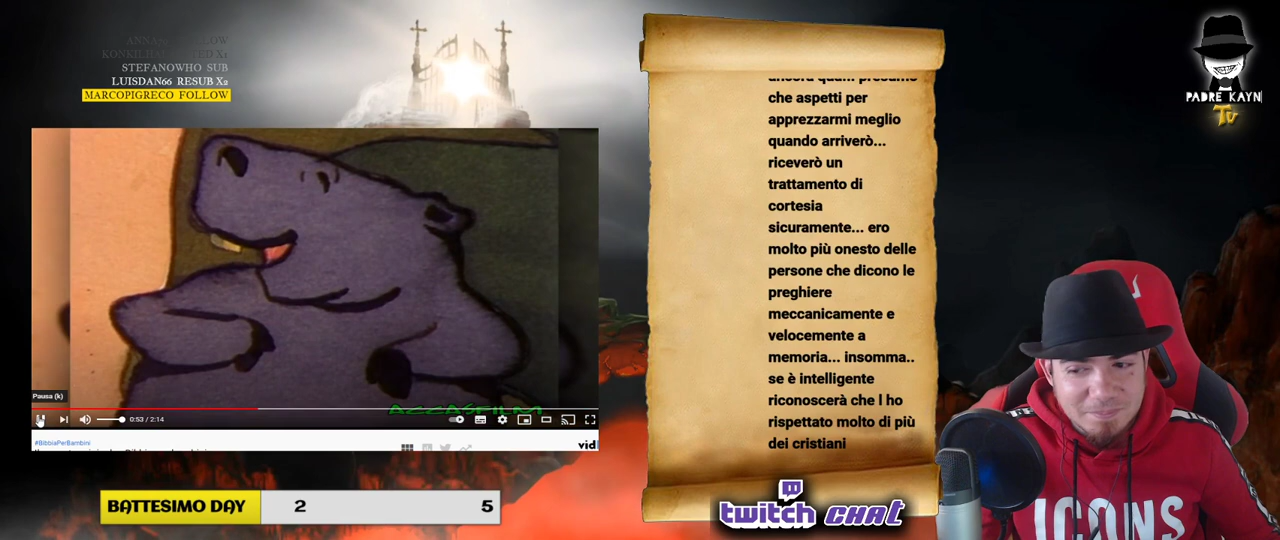 KONKILHA
STEFANOWHO SUB
LUISDAN66 RESUB X2
MARCOPIGRECO FOLLOW
PADRE KAYN
Tv
che aspetti per
apprezzarmi meglio
quando arriverò...
riceverò un
trattamento di
cortesia
sicuramente... ero
molto più onesto delle
persone che dicono le
preghiere
meccanicamente e
velocemente a
memoria... insomma..
se è intelligente
riconoscerà che l ho
rispettato molto di più
dei cristiani
Pausa (k)
ACCASFILM
0:53 / 2:14
#BibbiaPerBambini
vid
BATTESIMO DAY 2 5
twitch CHAT
ICONS